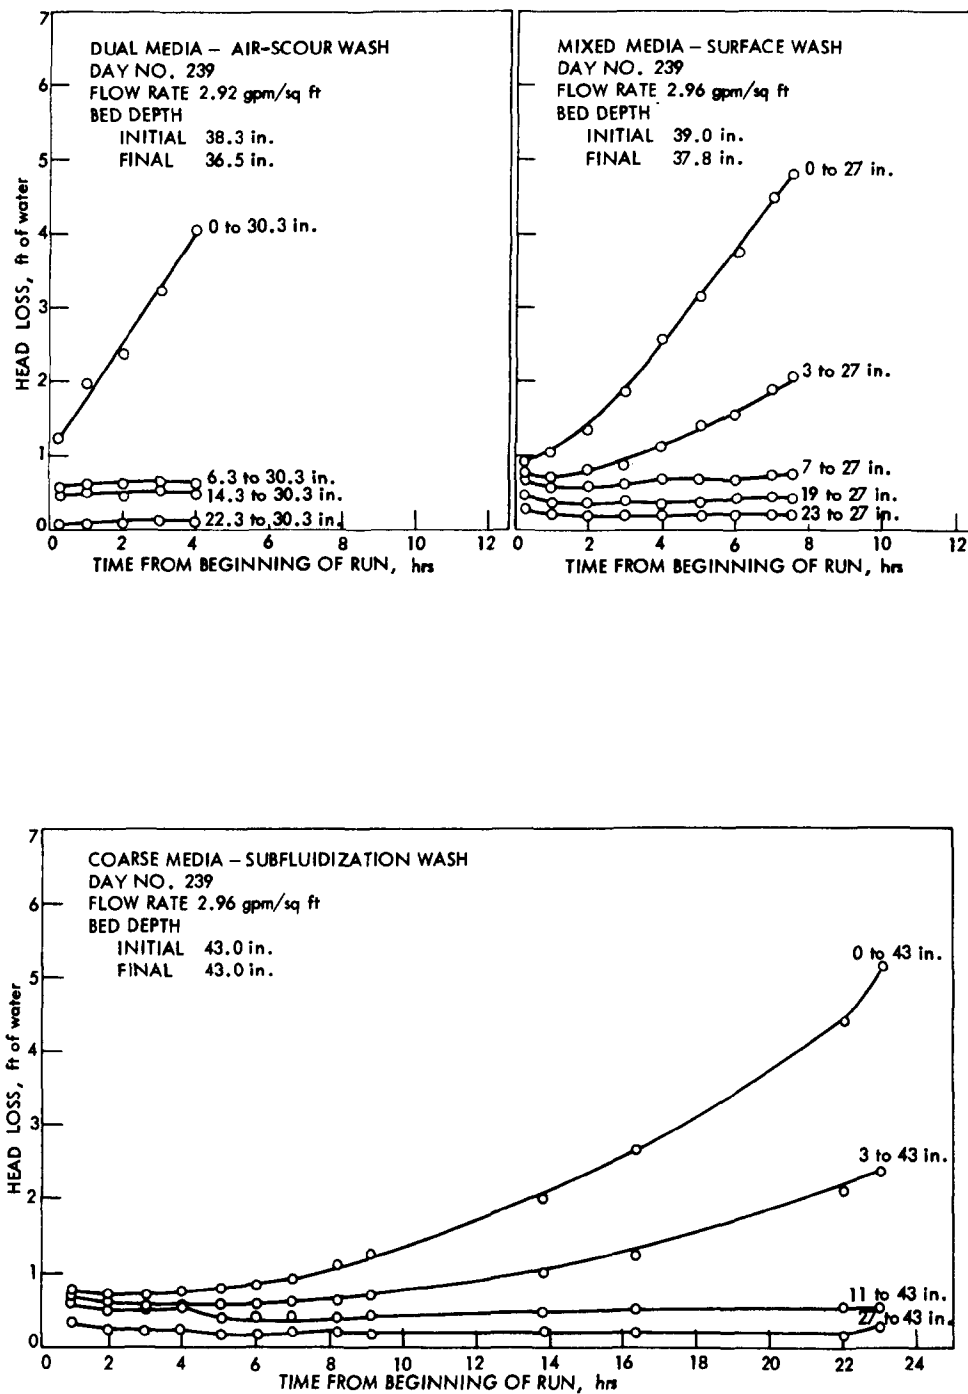 7
6
5
4
3
2
1
0
HEAD LOSS, ft of water
DUAL MEDIA – AIR-SCOUR WASH
DAY NO. 239
FLOW RATE 2.92 gpm/sq ft
BED DEPTH
INITIAL 38.3 in.
FINAL 36.5 in.
0 to 30.3 in.
6.3 to 30.3 in.
14.3 to 30.3 in.
22.3 to 30.3 in.
0 2 4 6 8 10 12
TIME FROM BEGINNING OF RUN, hrs
MIXED MEDIA – SURFACE WASH
DAY NO. 239
FLOW RATE 2.96 gpm/sq ft
BED DEPTH
INITIAL 39.0 in.
FINAL 37.8 in.
0 to 27 in.
3 to 27 in.
7 to 27 in.
19 to 27 in.
23 to 27 in.
0 2 4 6 8 10 12
TIME FROM BEGINNING OF RUN, hrs
7
6
5
4
3
2
1
0
HEAD LOSS, ft of water
COARSE MEDIA – SUBFLUIDIZATION WASH
DAY NO. 239
FLOW RATE 2.96 gpm/sq ft
BED DEPTH
INITIAL 43.0 in.
FINAL 43.0 in.
0 to 43 in.
3 to 43 in.
11 to 43 in.
27 to 43 in.
0 2 4 6 8 10 12 14 16 18 20 22 24
TIME FROM BEGINNING OF RUN, hrs